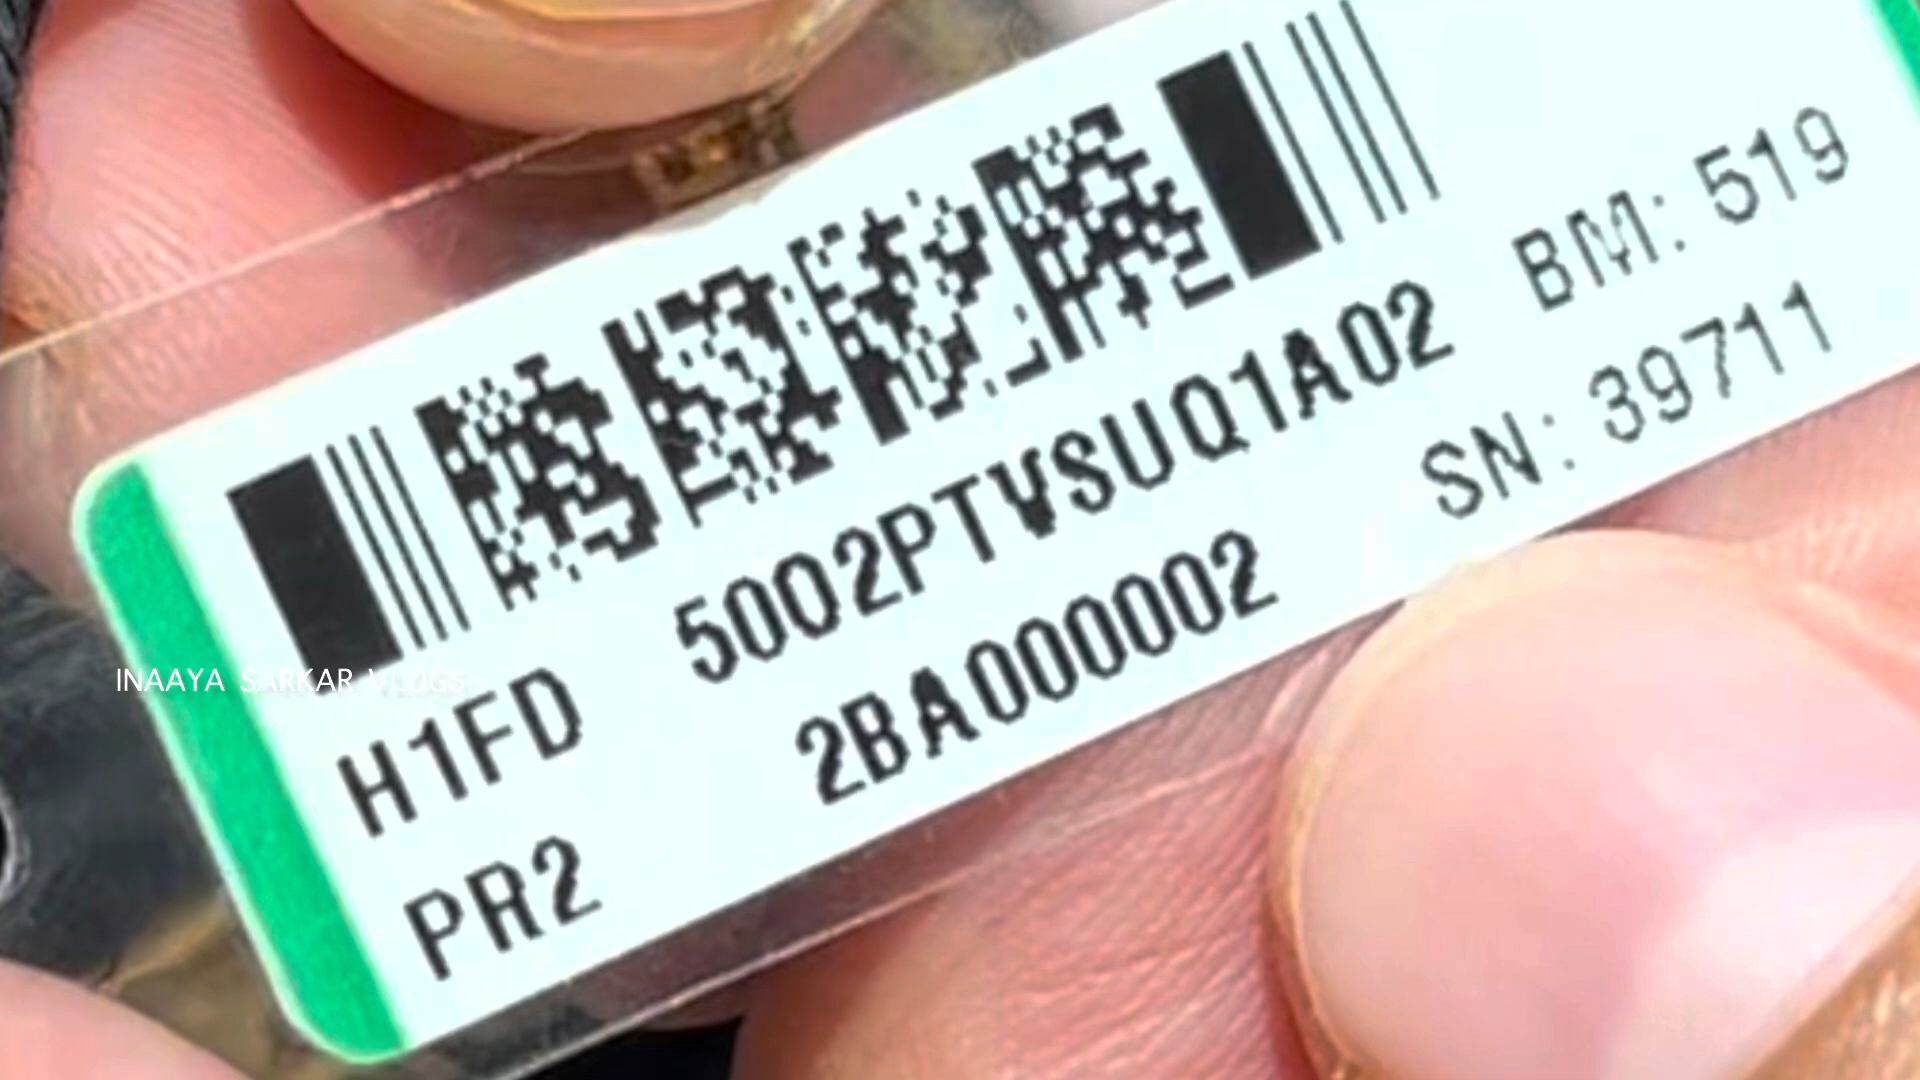 H1FD 5002PTVSUQ1A02 BM: 519
PR2 2BA000002 SN: 39711
INAAYA SARKAR VLOGS